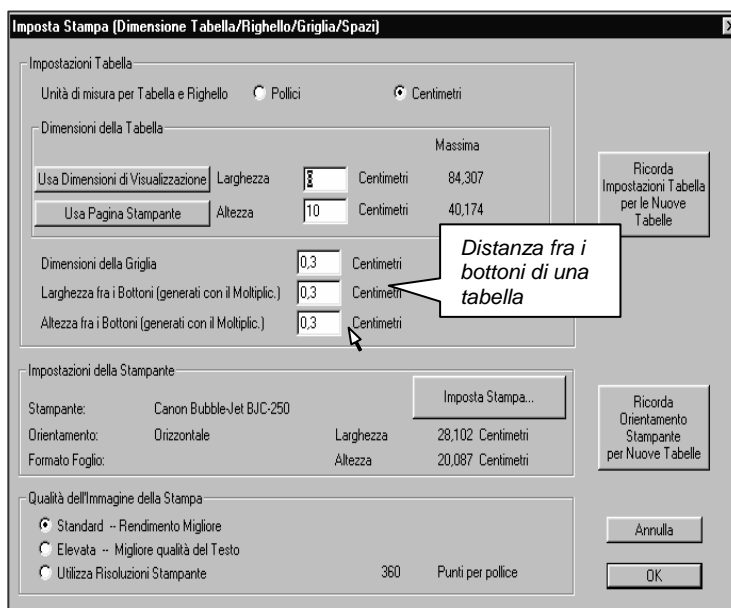 Imposta Stampa (Dimensione Tabella/Righello/Griglia/Spazi)
Impostazioni Tabella
Unità di misura per Tabella e Righello Pollici Centimetri
Dimensioni della Tabella
Massima
Usa Dimensioni di Visualizzazione Larghezza Centimetri 84,307
Usa Pagina Stampante Altezza 10 Centimetri 40,174
Ricorda
Impostazioni Tabella
per le Nuove
Tabelle
Dimensioni della Griglia 0,3 Centimetri
Larghezza fra i Bottoni (generati con il Moltiplic.) 0,3 Centimetri
Altezza fra i Bottoni (generati con il Moltiplic.) 0,3 Centimetri
Distanza fra i
bottoni di una
tabella
Impostazioni della Stampante
Imposta Stampa...
Stampante: Canon Bubble-Jet BJC-250
Orientamento: Orizzontale Larghezza 28,102 Centimetri
Formato Foglio: Altezza 20,087 Centimetri
Ricorda
Orientamento
Stampante
per Nuove Tabelle
Qualità dell'Immagine della Stampa
Standard -- Rendimento Migliore
Elevata -- Migliore qualità del Testo
Utilizza Risoluzioni Stampante 360 Punti per pollice
Annulla
OK